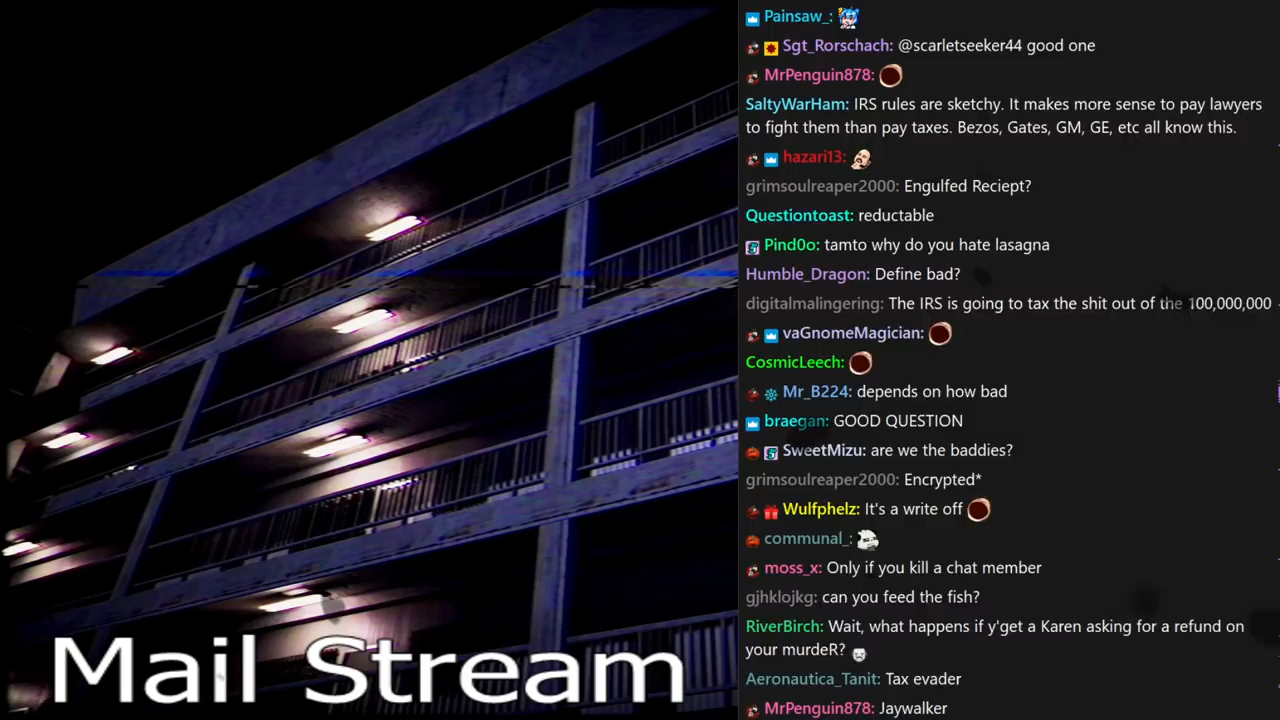 Painsaw_:
Sgt_Rorschach: @scarletseeker44 good one
MrPenguin878:
SaltyWarHam: IRS rules are sketchy. It makes more sense to pay lawyers
to fight them than pay taxes. Bezos, Gates, GM, GE, etc all know this.
hazari13:
grimsoulreaper2000: Engulfed Reciept?
Questiontoast: reductable
Pind0o: tamto why do you hate lasagna
Humble_Dragon: Define bad?
digitalmalingering: The IRS is going to tax the shit out of the 100,000,000
vaGnomeMagician:
CosmicLeech:
Mr_B224: depends on how bad
braegan: GOOD QUESTION
SweetMizu: are we the baddies?
grimsoulreaper2000: Encrypted*
Wulfphelz: It's a write off
communal_:
moss_x: Only if you kill a chat member
gjhklojkg: can you feed the fish?
RiverBirch: Wait, what happens if y'get a Karen asking for a refund on
your murdeR?
Aeronautica_Tanit: Tax evader
MrPenguin878: Jaywalker
Mail Stream